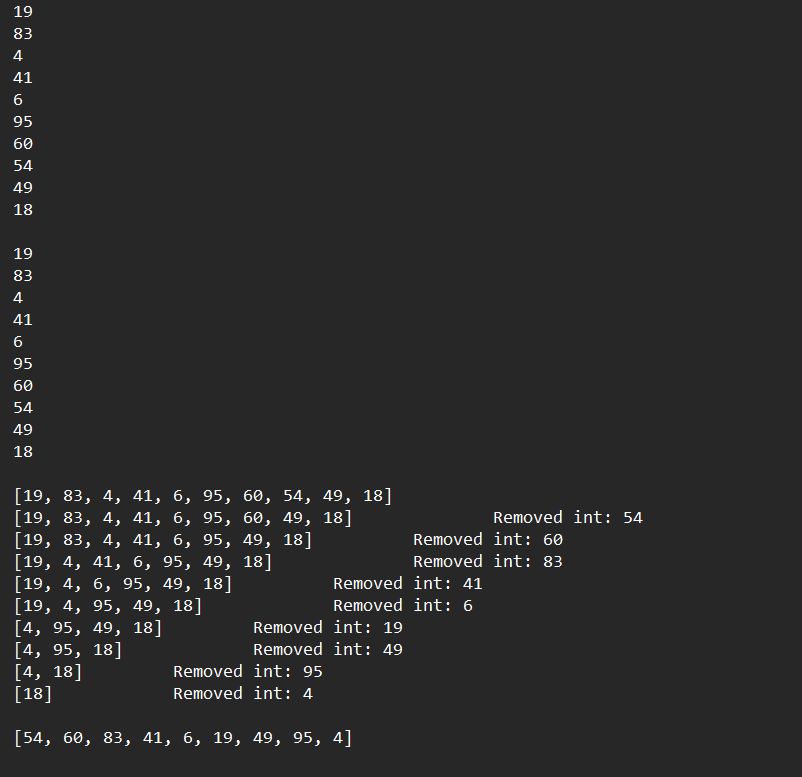 19
83
4
41
6
95
60
54
49
18
19
83
4
41
6
95
60
54
49
18
[19, 83, 4, 41, 6, 95, 60, 54, 49, 18]
[19, 83, 4, 41, 6, 95, 60, 49, 18] Removed int: 54
[19, 83, 4, 41, 6, 95, 49, 18] Removed int: 60
[19, 4, 41, 6, 95, 49, 18] Removed int: 83
[19, 4, 6, 95, 49, 18] Removed int: 41
[19, 4, 95, 49, 18] Removed int: 6
[4, 95, 49, 18] Removed int: 19
[4, 95, 18] Removed int: 49
[4, 18] Removed int: 95
[18] Removed int: 4
[54, 60, 83, 41, 6, 19, 49, 95, 4]